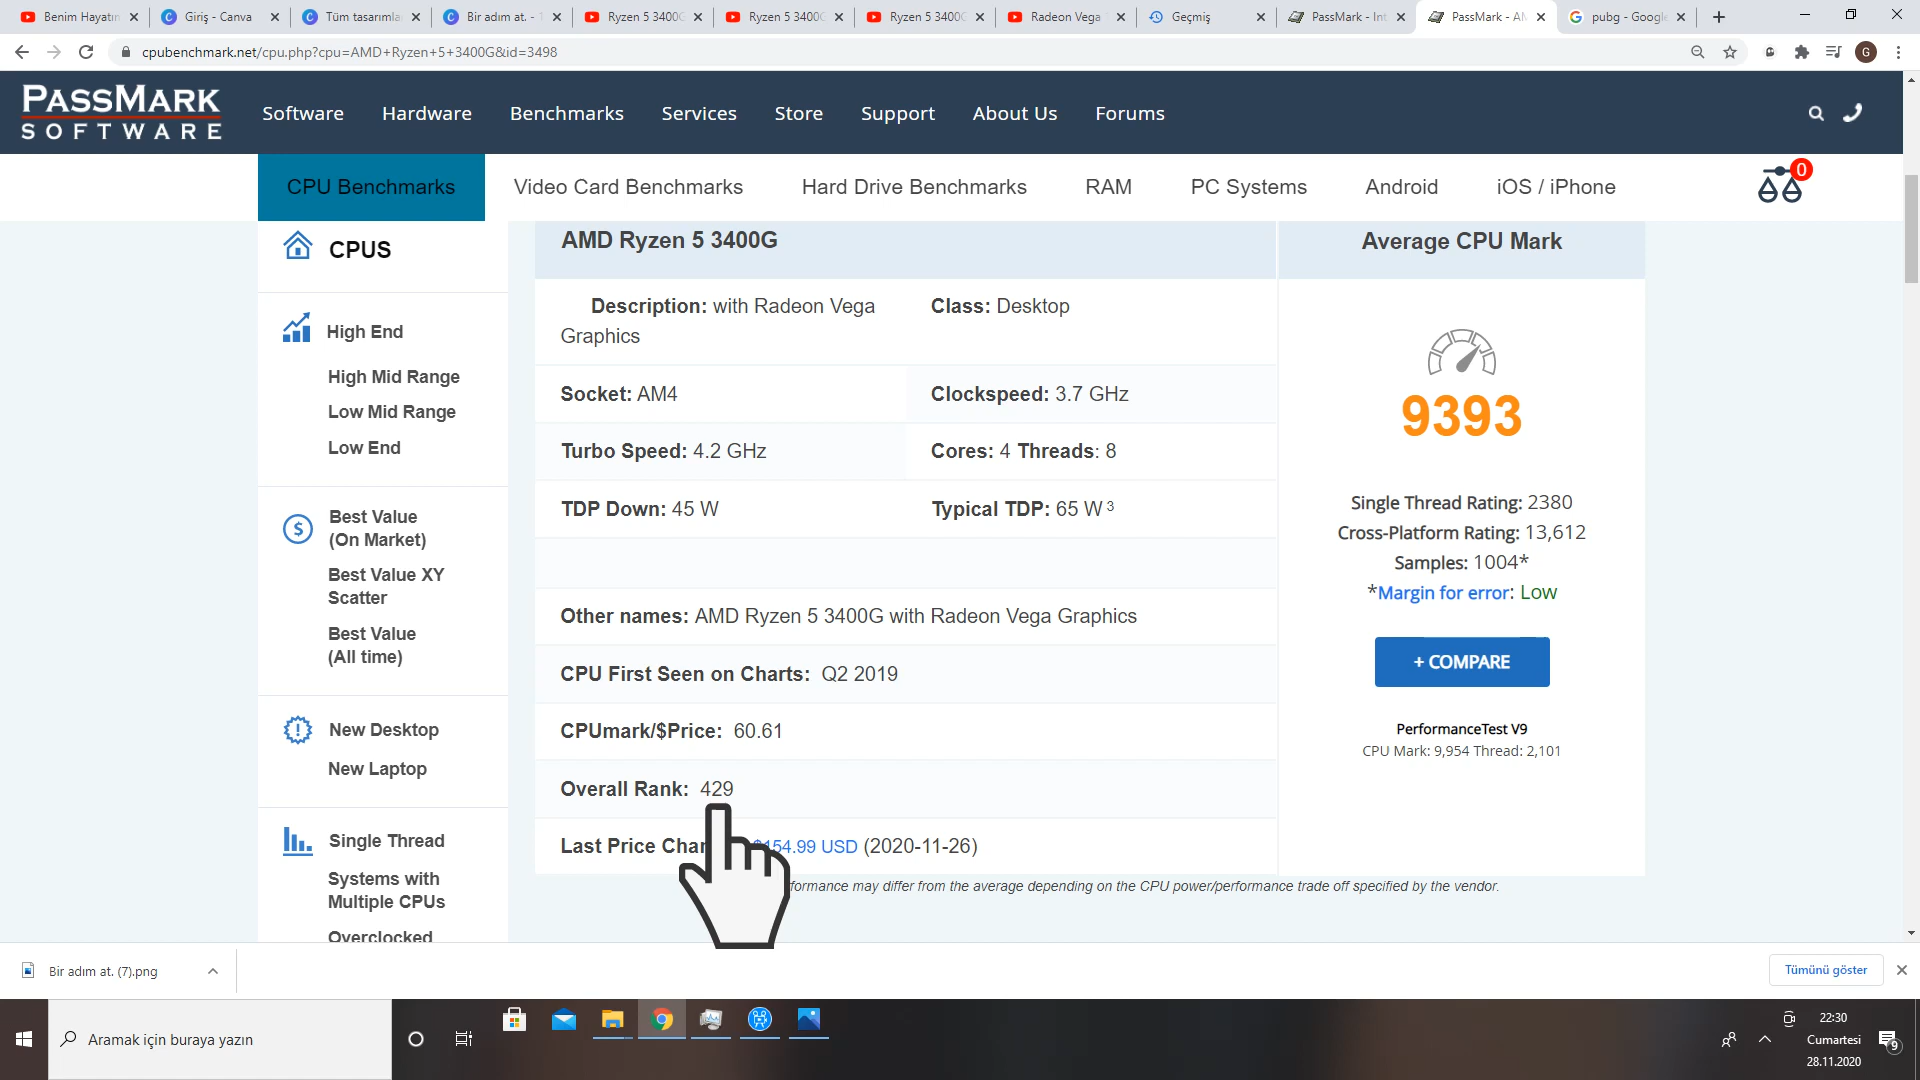 Benim Hayatın
Giriş - Canva
Tüm tasarımla
Bir adım at. - 1
Ryzen 5 3400G
Ryzen 5 3400G
Ryzen 5 3400G
Radeon Vega
Geçmiş
PassMark - Int
PassMark - AM
pubg - Google
cpubenchmark.net/cpu.php?cpu=AMD+Ryzen+5+3400G&id=3498
G
PASSMARK
SOFTWARE
Software
Hardware
Benchmarks
Services
Store
Support
About Us
Forums
CPU Benchmarks
Video Card Benchmarks
Hard Drive Benchmarks
RAM
PC Systems
Android
iOS / iPhone
0
CPUS
High End
High Mid Range
Low Mid Range
Low End
Best Value
(On Market)
Best Value XY
Scatter
Best Value
(All time)
New Desktop
New Laptop
Single Thread
Systems with
Multiple CPUs
Overclocked
AMD Ryzen 5 3400G
Description: with Radeon Vega
Graphics
Class: Desktop
Socket: AM4
Clockspeed: 3.7 GHz
Turbo Speed: 4.2 GHz
Cores: 4 Threads: 8
TDP Down: 45 W
Typical TDP: 65 W 3
Other names: AMD Ryzen 5 3400G with Radeon Vega Graphics
CPU First Seen on Charts: Q2 2019
CPUmark/$Price: 60.61
Overall Rank: 429
Last Price Char $154.99 USD (2020-11-26)
formance may differ from the average depending on the CPU power/performance trade off specified by the vendor.
Average CPU Mark
9393
Single Thread Rating: 2380
Cross-Platform Rating: 13,612
Samples: 1004*
*Margin for error: Low
+ COMPARE
PerformanceTest V9
CPU Mark: 9,954 Thread: 2,101
Bir adım at. (7).png
Tümünü göster
Aramak için buraya yazın
22:30
Cumartesi
28.11.2020
9